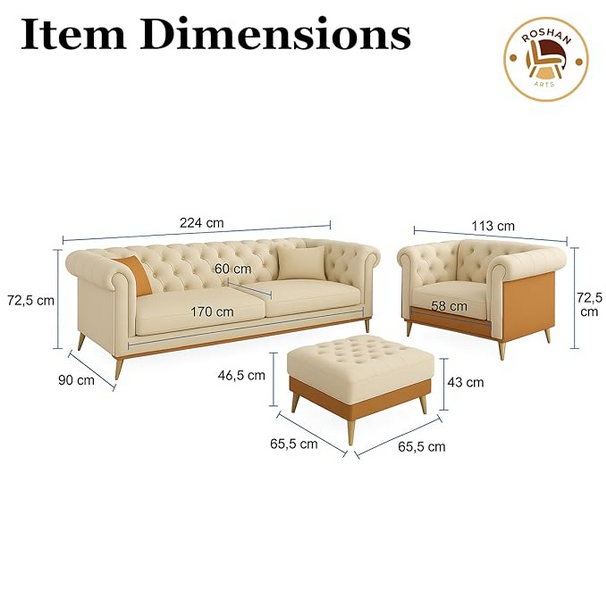 Item Dimensions
ROSHAN
ARTS
224 cm
113 cm
60 cm
72,5 cm
170 cm
58 cm
72,5
cm
90 cm
46,5 cm
43 cm
65,5 cm
65,5 cm